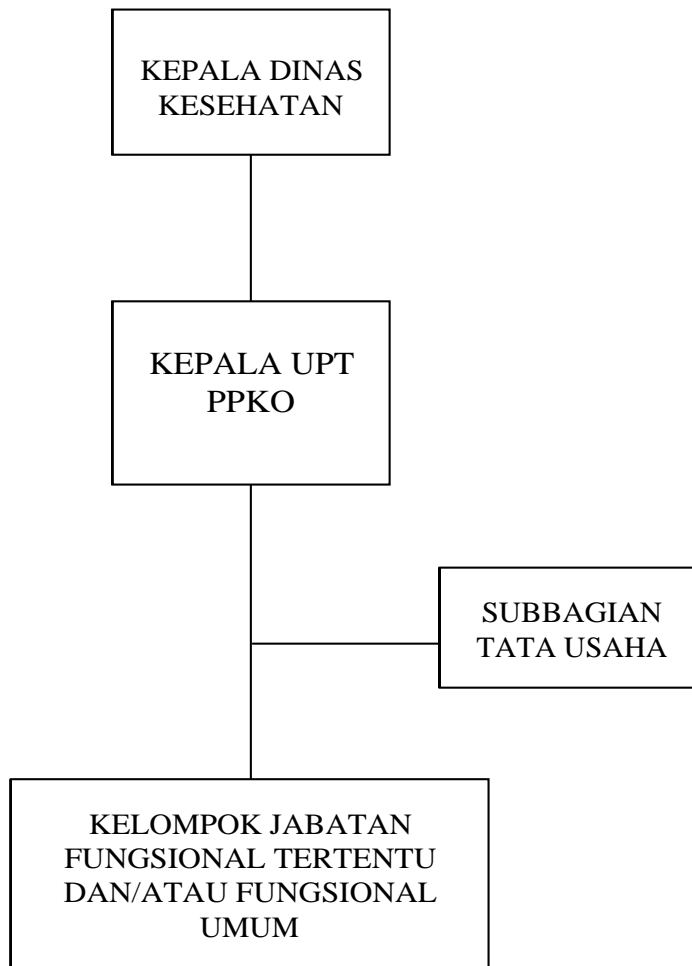 KEPALA DINAS
KESEHATAN
KEPALA UPT
PPKO
SUBBAGIAN
TATA USAHA
KELOMPOK JABATAN
FUNGSIONAL TERTENTU
DAN/ATAU FUNGSIONAL
UMUM